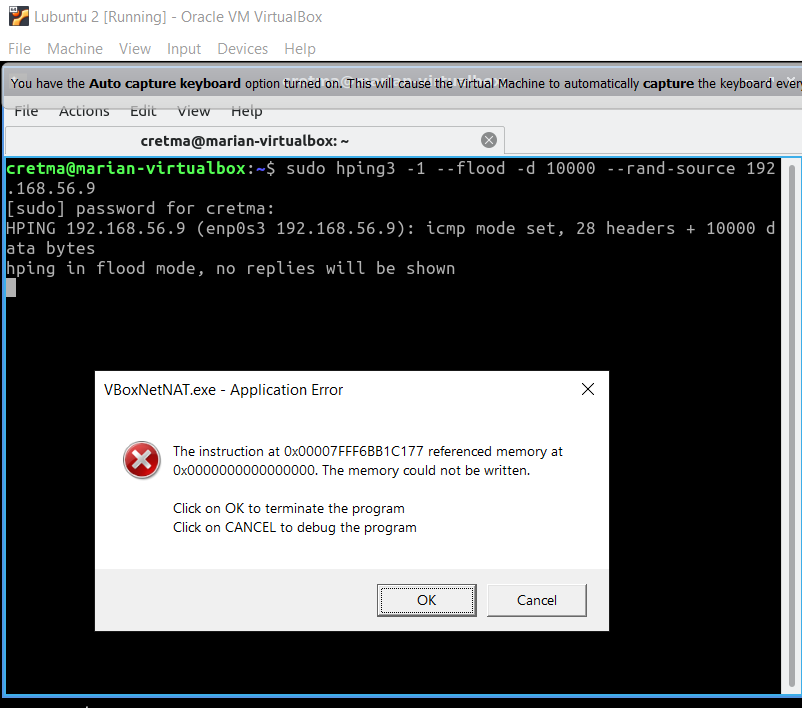 Lubuntu 2 [Running] - Oracle VM VirtualBox
File Machine View Input Devices Help
You have the Auto capture keyboard option turned on. This will cause the Virtual Machine to automatically capture the keyboard every
File Actions Edit View Help
cretma@marian-virtualbox: ~
cretma@marian-virtualbox:~$ sudo hping3 -1 --flood -d 10000 --rand-source 192
.168.56.9
[sudo] password for cretma:
HPING 192.168.56.9 (enp0s3 192.168.56.9): icmp mode set, 28 headers + 10000 d
ata bytes
hping in flood mode, no replies will be shown
VBoxNetNAT.exe - Application Error
The instruction at 0x00007FFF6BB1C177 referenced memory at
0x0000000000000000. The memory could not be written.
Click on OK to terminate the program
Click on CANCEL to debug the program
OK Cancel